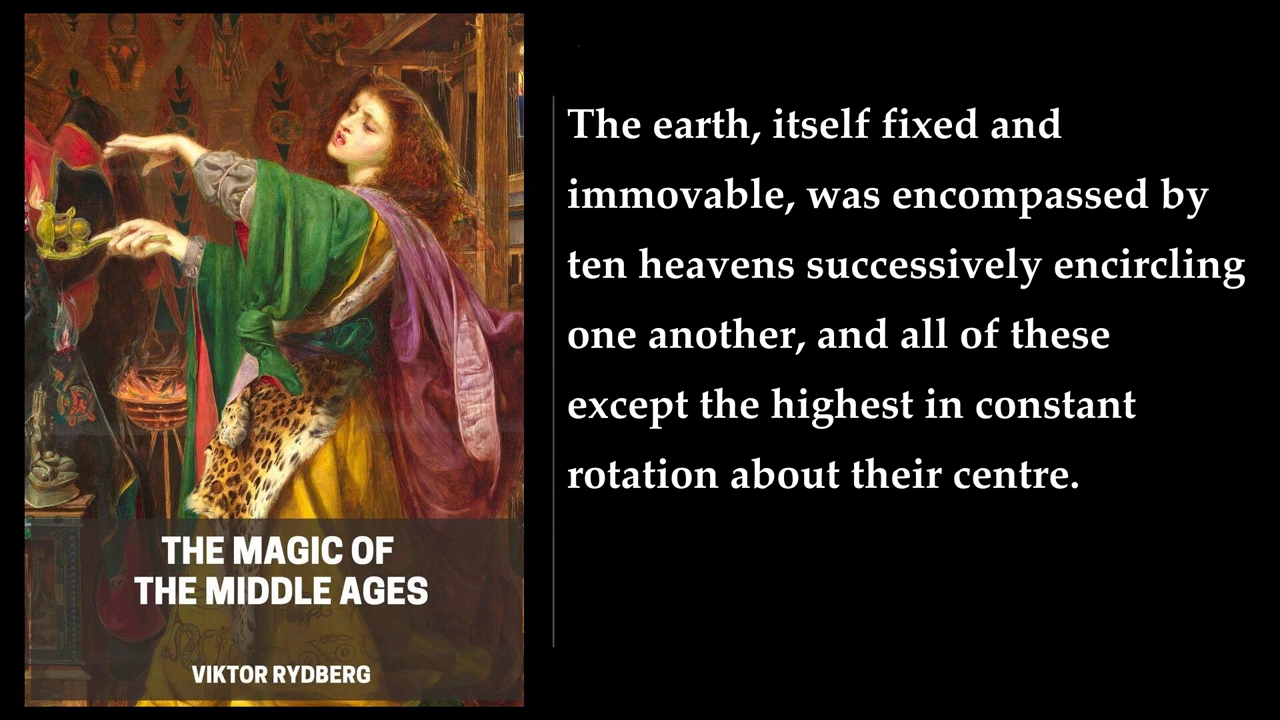 THE MAGIC OF
THE MIDDLE AGES
VIKTOR RYDBERG
The earth, itself fixed and
immovable, was encompassed by
ten heavens successively encircling
one another, and all of these
except the highest in constant
rotation about their centre.